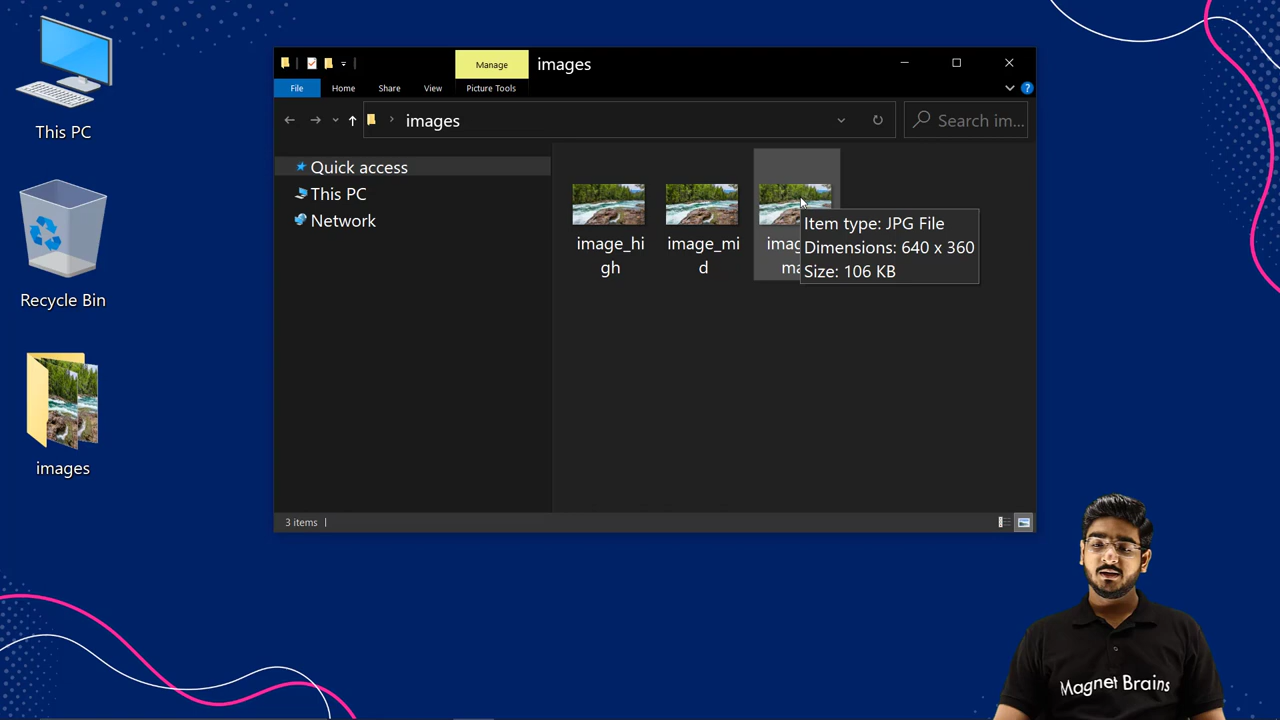 This PC
Recycle Bin
images
Manage
images
File
Home
Share
View
Picture Tools
images
Search im...
Quick access
This PC
Network
image_hi
gh
image_mi
d
Item type: JPG File
Dimensions: 640 x 360
Size: 106 KB
3 items
Magnet Brains